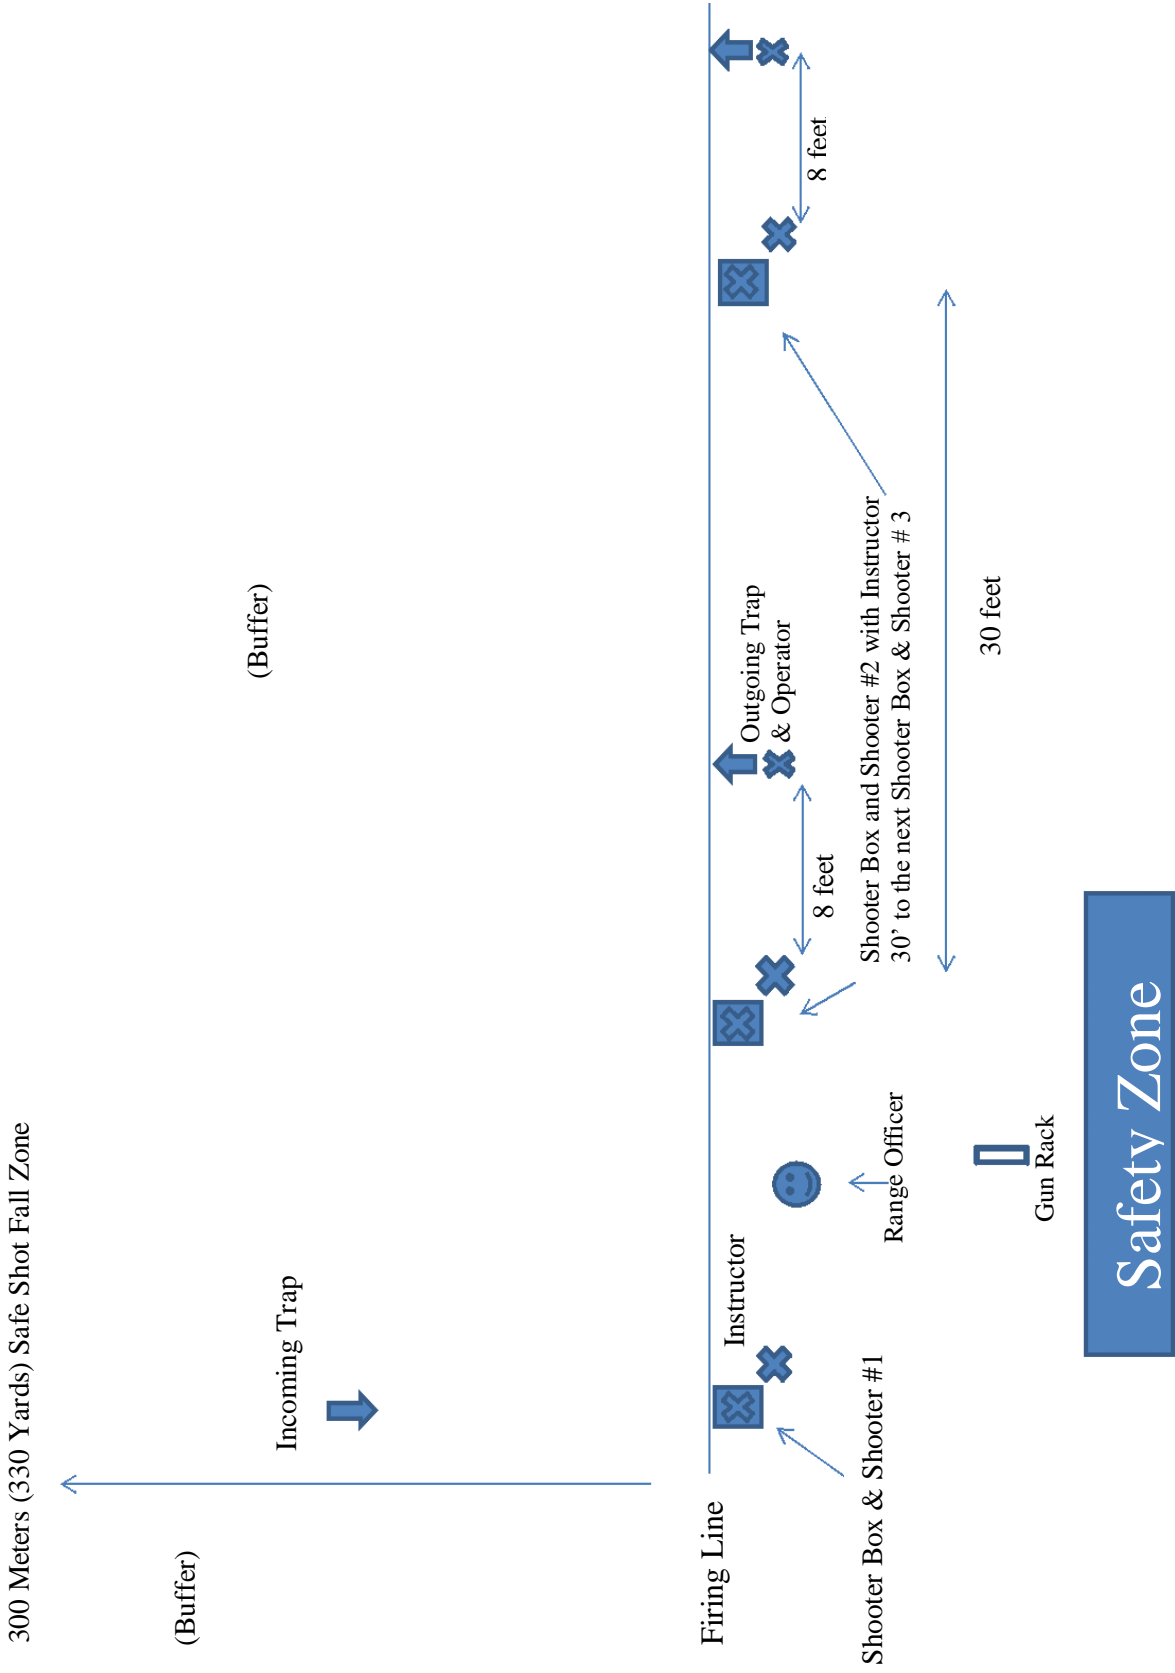 300 Meters (330 Yards) Safe Shot Fall Zone
(Buffer)
(Buffer)
Incoming Trap
Firing Line
Instructor
Outgoing Trap
& Operator
8 feet
8 feet
Shooter Box & Shooter #1
Range Officer
Shooter Box and Shooter #2 with Instructor
30’ to the next Shooter Box & Shooter # 3
30 feet
Gun Rack
Safety Zone